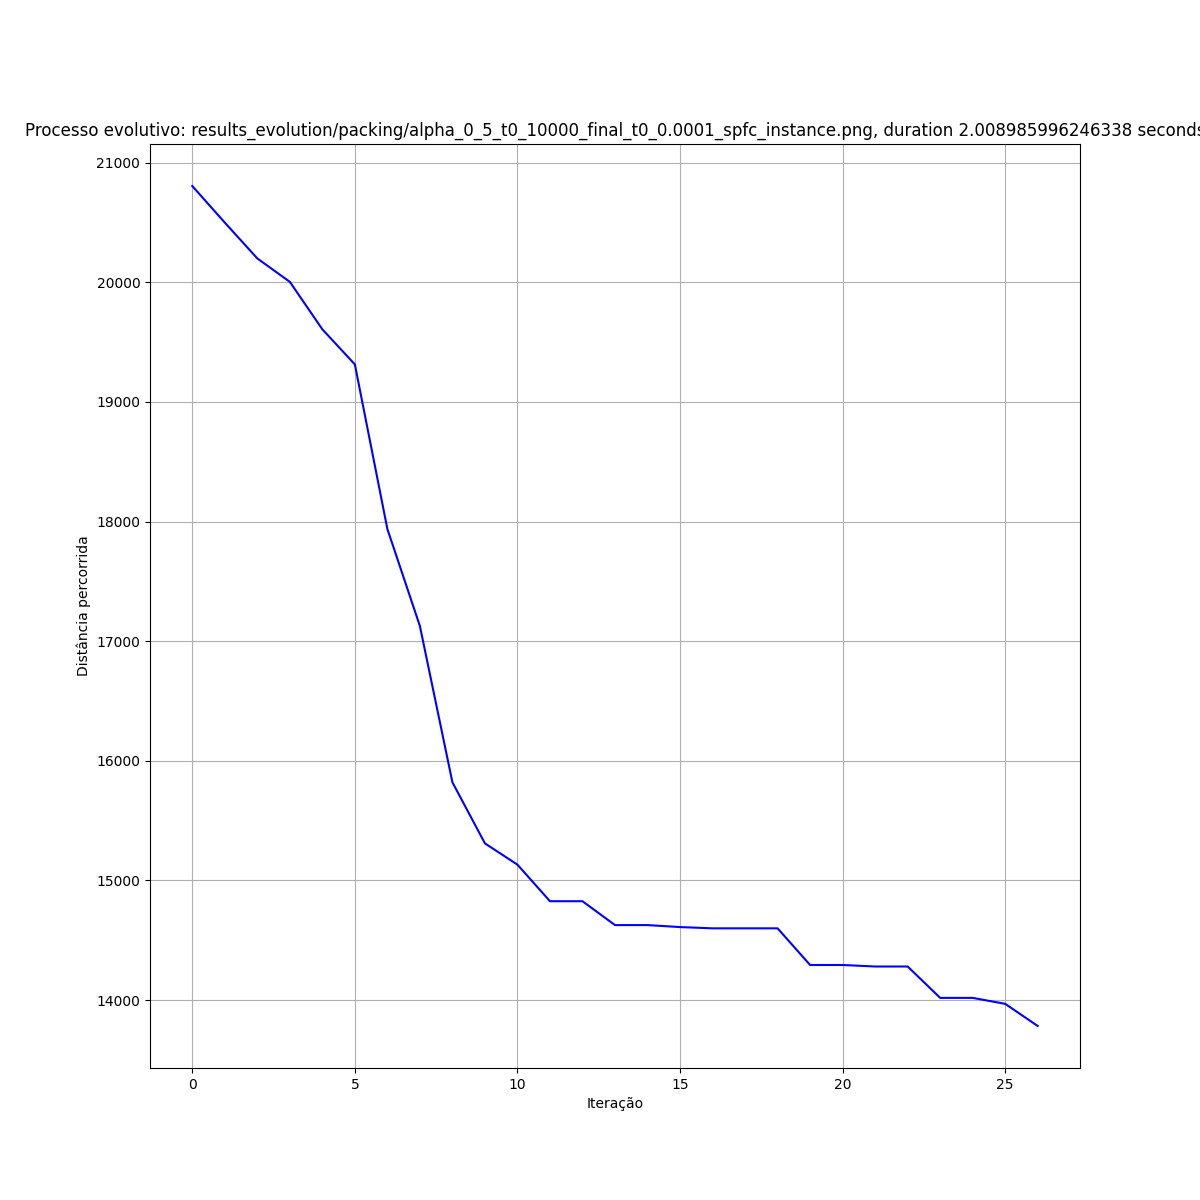 Processo evolutivo: results_evolution/packing/alpha_0_5_t0_10000_final_t0_0.0001_spfc_instance.png, duration 2.008985996246338 seconds
21000
20000
19000
18000
17000
16000
15000
14000
Distância percorrida
0 5 10 15 20 25
Iteração